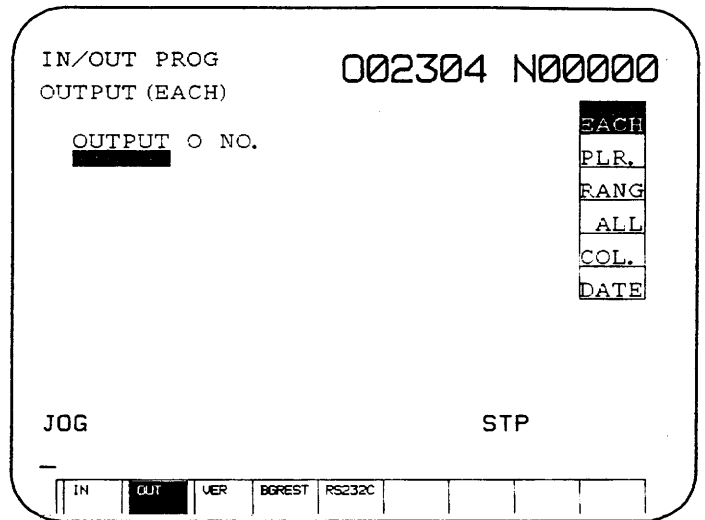 IN/OUT PROG
O02304 N00000
OUTPUT (EACH)
OUTPUT O NO.
EACH
PLR.
RANG
ALL
COL.
DATE
JOG
STP
IN
OUT
VER
BGREST
RS232C